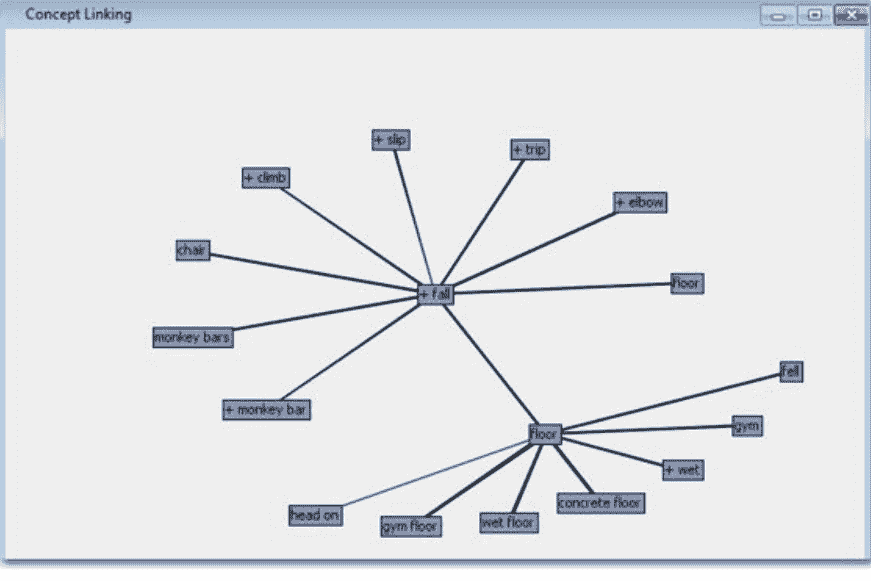 Concept Linking
+ slip
+ trip
+ climb
+ elbow
chair
floor
+ fall
monkey bars
fell
+ monkey bar
gym
floor
+ wet
concrete floor
head on
gym floor
wet floor